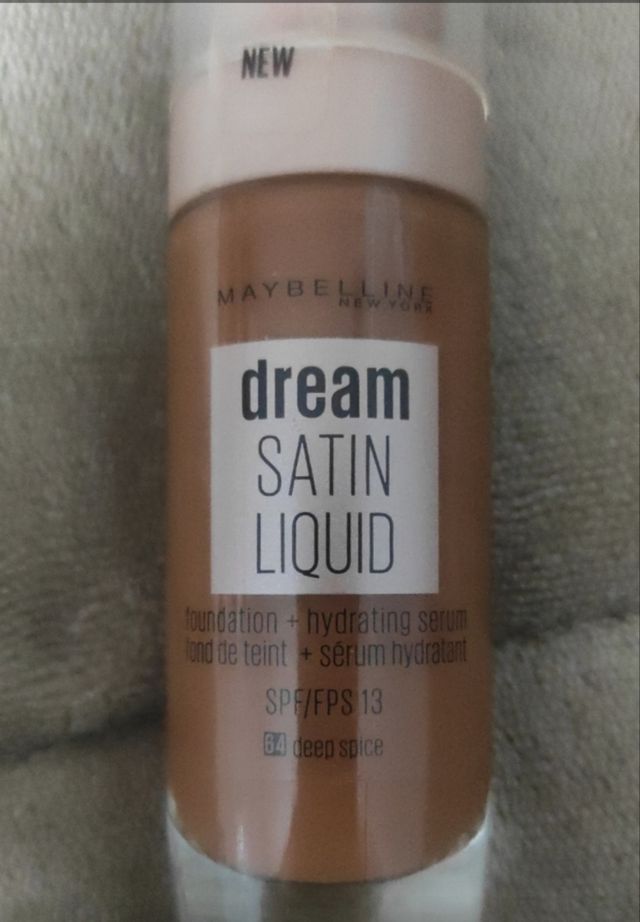 NEW
MAYBELLINE
NEW YORK
dream
SATIN
LIQUID
foundation + hydrating serum
fond de teint + sérum hydratant
SPF/FPS 13
64 deep spice